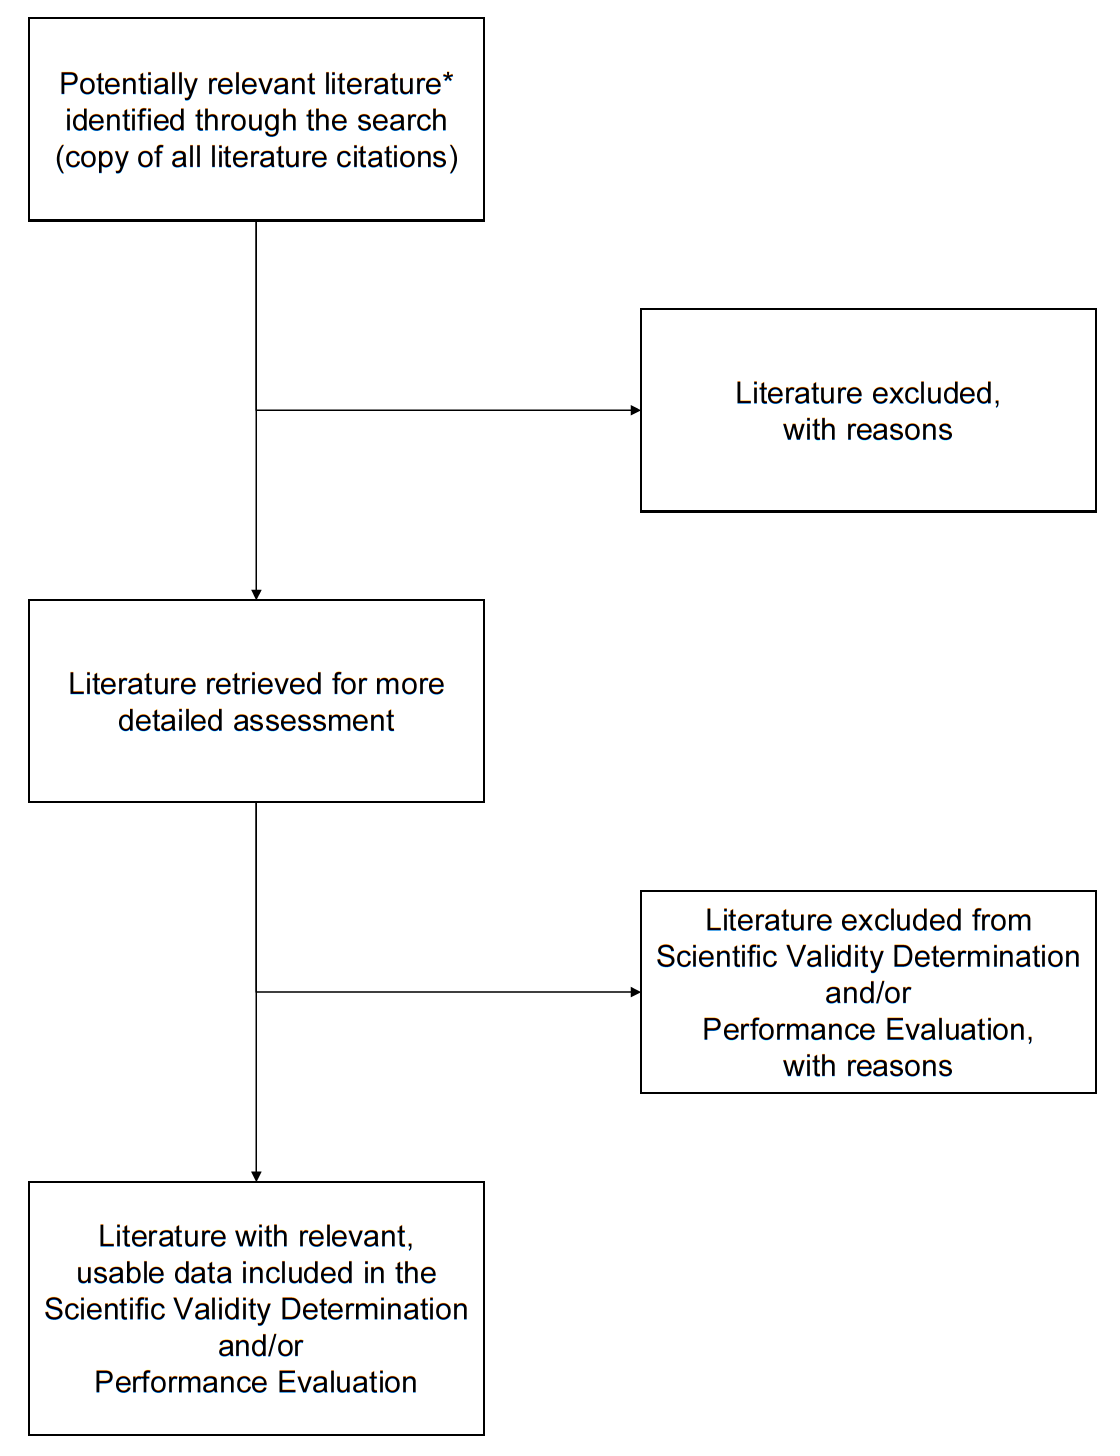 Potentially relevant literature*
identified through the search
(copy of all literature citations)
Literature excluded,
with reasons
Literature retrieved for more
detailed assessment
Literature excluded from
Scientific Validity Determination
and/or
Performance Evaluation,
with reasons
Literature with relevant,
usable data included in the
Scientific Validity Determination
and/or
Performance Evaluation